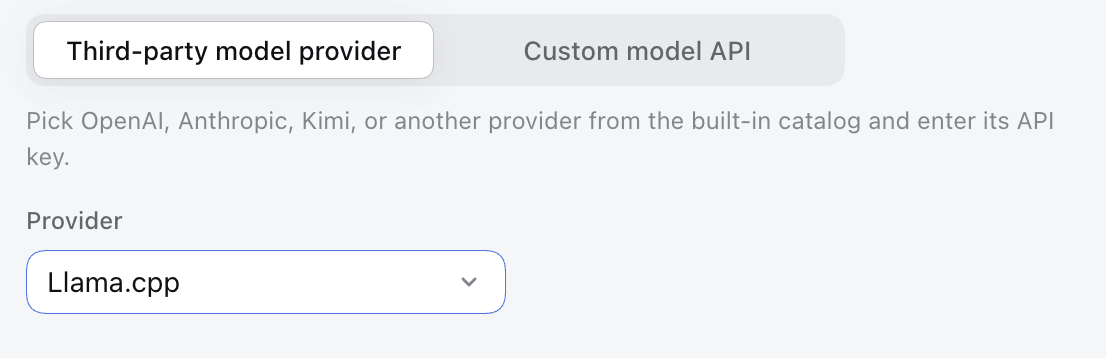 Third-party model provider
Custom model API
Pick OpenAI, Anthropic, Kimi, or another provider from the built-in catalog and enter its API
key.
Provider
Llama.cpp